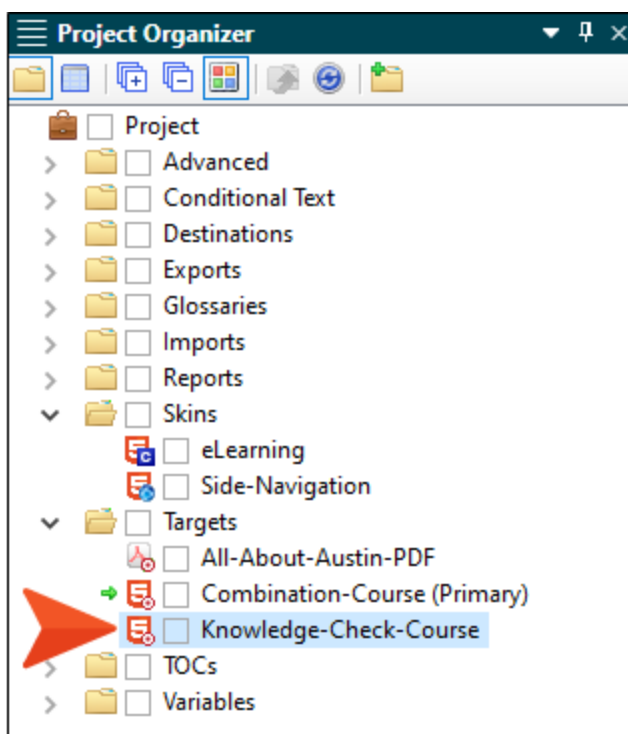 Project Organizer
Project
Advanced
Conditional Text
Destinations
Exports
Glossaries
Imports
Reports
Skins
eLearning
Side-Navigation
Targets
All-About-Austin-PDF
Combination-Course (Primary)
Knowledge-Check-Course
TOCs
Variables